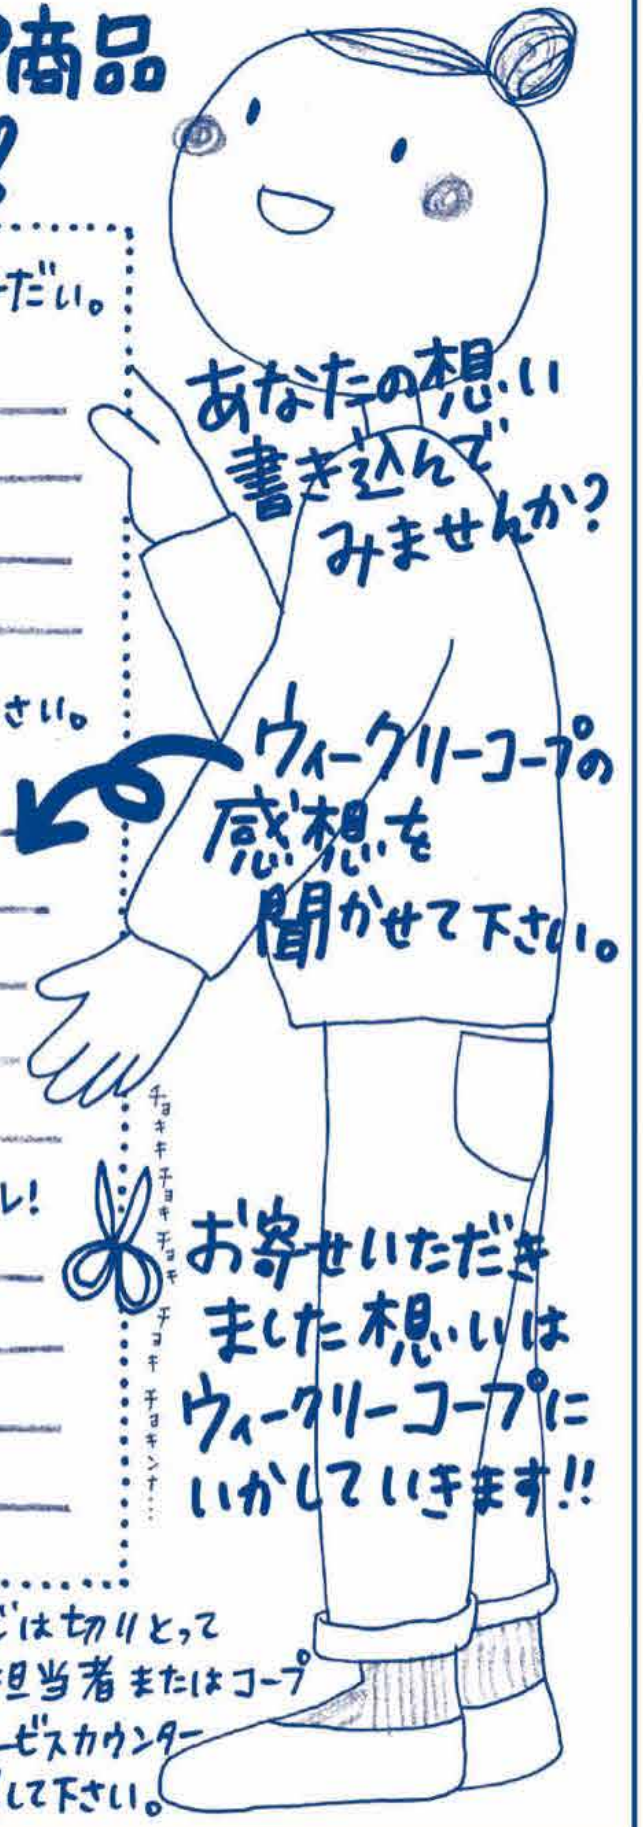 商品
だい。
あなたの想い
書き込んで
みませんか?
さい。
ウィークリーコープの
感想を
聞かせて下さい。
チョキキチョキチョキ チョキ チョキンナ…
レ!
お寄せいただき
ました想いは
ウィークリーコープに
いかしていきます!!
は切りとって
担当者またはコープ
ービスカウンター
して下さい。